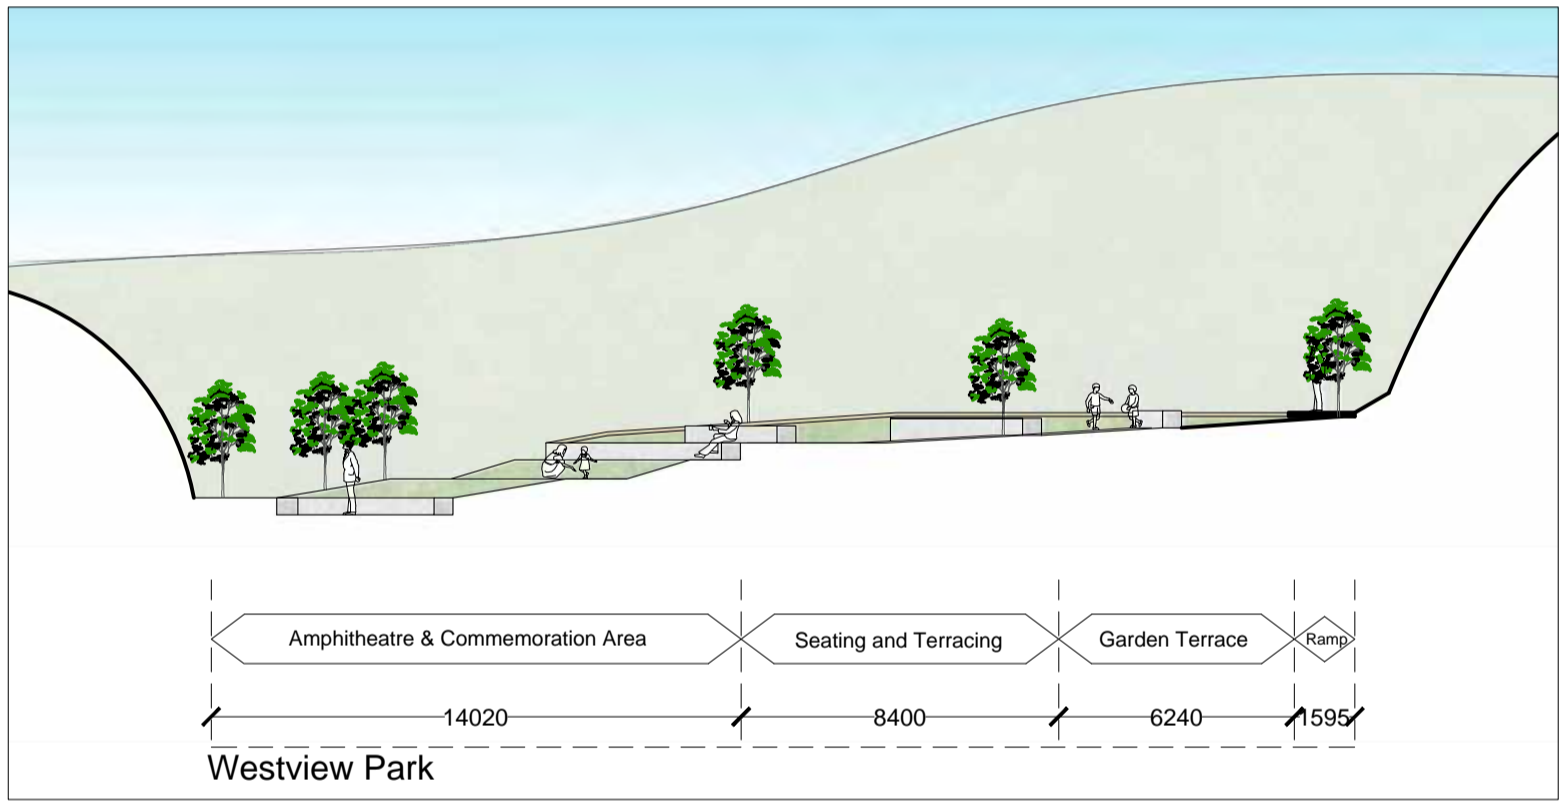 Amphitheatre & Commemoration Area
Seating and Terracing
Garden Terrace
Ramp
14020
8400
6240
1595
Westview Park